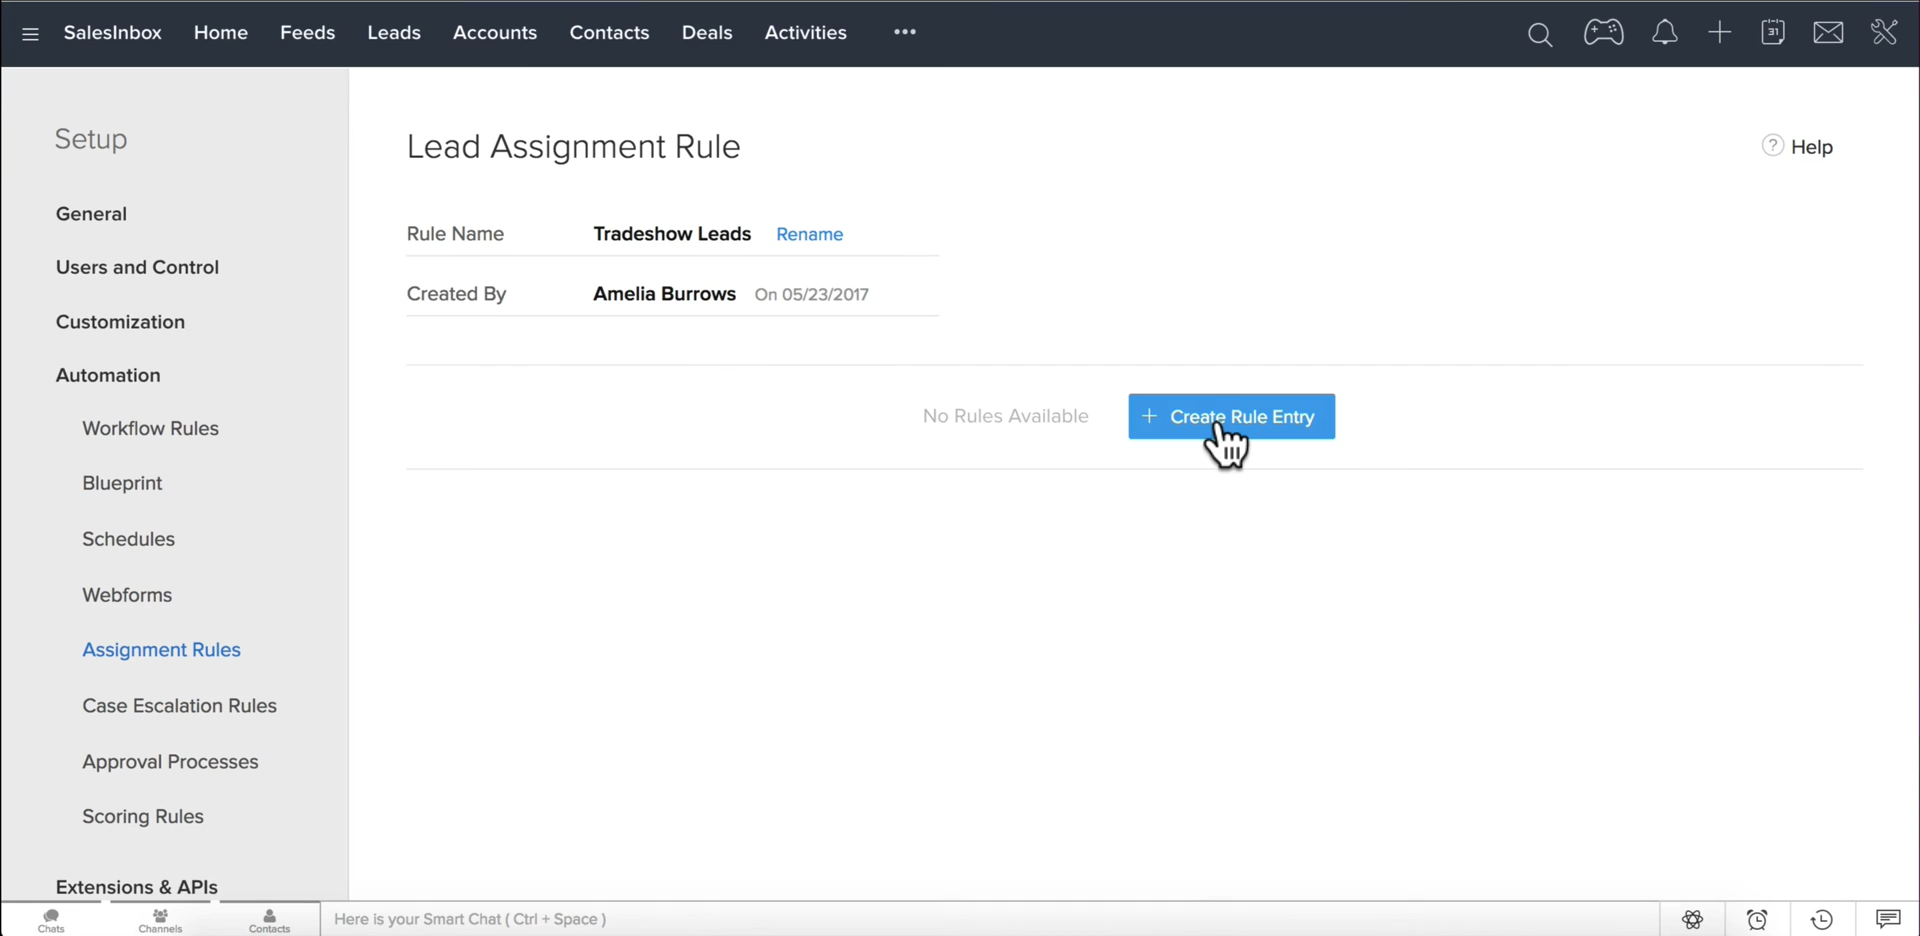 SalesInbox Home Feeds Leads Accounts Contacts Deals Activities ••• 31
Setup
General
Users and Control
Customization
Automation
Workflow Rules
Blueprint
Schedules
Webforms
Assignment Rules
Case Escalation Rules
Approval Processes
Scoring Rules
Extensions & APIs
Lead Assignment Rule
? Help
Rule Name Tradeshow Leads Rename
Created By Amelia Burrows On 05/23/2017
No Rules Available + Create Rule Entry
Chats Channels Contacts Here is your Smart Chat ( Ctrl + Space )